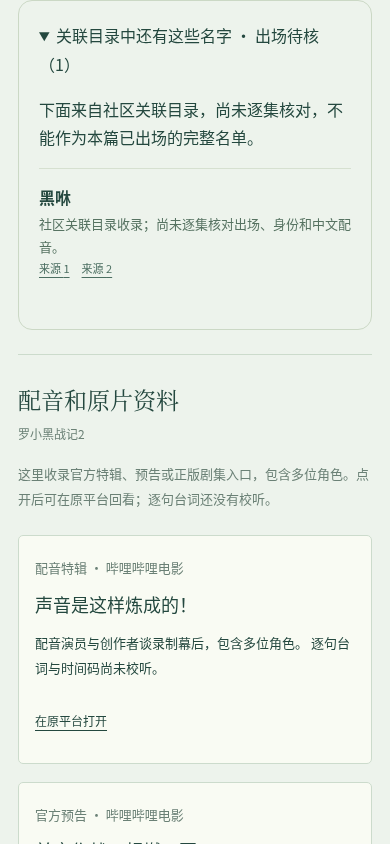 ▼ 关联目录中还有这些名字 · 出场待核
（1）
下面来自社区关联目录，尚未逐集核对，不
能作为本篇已出场的完整名单。
黑咻
社区关联目录收录；尚未逐集核对出场、身份和中文配
音。
来源 1 来源 2
配音和原片资料
罗小黑战记2
这里收录官方特辑、预告或正版剧集入口，包含多位角色。点
开后可在原平台回看；逐句台词还没有校听。
配音特辑 · 哔哩哔哩电影
声音是这样炼成的！
配音演员与创作者谈录制幕后，包含多位角色。 逐句台
词与时间码尚未校听。
在原平台打开
官方预告 · 哔哩哔哩电影